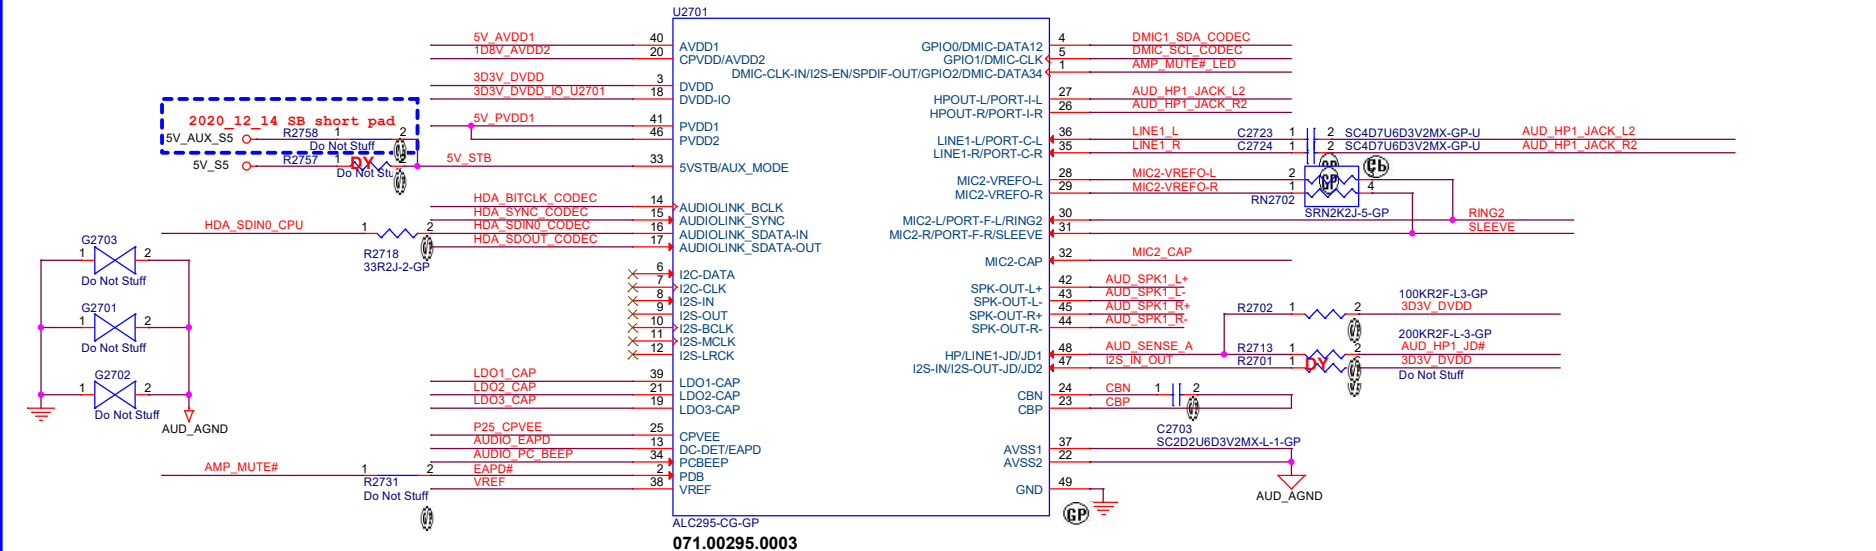 U2701
5V_AVDD1 40 AVDD1
1D8V_AVDD2 20 CPVDD/AVDD2
3D3V_DVDD 3 DVDD
3D3V_DVDD_IO_U2701 18 DVDD-IO
2020_12_14 SB short pad
5V_AUX_S5 R2758 1 2
Do Not Stuff
5V_S5 R2757 1 DY 2
Do Not Stu
5V_PVDD1 41 PVDD1
46 PVDD2
5V_STB 33 5VSTB/AUX_MODE
HDA_BITCLK_CODEC 14 AUDIOLINK_BCLK
HDA_SYNC_CODEC 15 AUDIOLINK_SYNC
HDA_SDIN0_CPU 1 2 HDA_SDIN0_CODEC 16 AUDIOLINK_SDATA-IN
HDA_SDOUT_CODEC 17 AUDIOLINK_SDATA-OUT
R2718
33R2J-2-GP
G2703
1 2
Do Not Stuff
G2701
1 2
Do Not Stuff
G2702
1 2
Do Not Stuff
AUD_AGND
6 I2C-DATA
7 I2C-CLK
8 I2S-IN
9 I2S-OUT
10 I2S-BCLK
11 I2S-MCLK
12 I2S-LRCK
LDO1_CAP 39 LDO1-CAP
LDO2_CAP 21 LDO2-CAP
LDO3_CAP 19 LDO3-CAP
P25_CPVEE 25 CPVEE
AUDIO_EAPD 13 DC-DET/EAPD
AUDIO_PC_BEEP 34 PCBEEP
AMP_MUTE# 1 2 EAPD# 2 PDB
R2731
VREF 38 VREF
Do Not Stuff
GPIO0/DMIC-DATA12 4 DMIC1_SDA_CODEC
GPIO1/DMIC-CLK 5 DMIC_SCL_CODEC
DMIC-CLK-IN/I2S-EN/SPDIF-OUT/GPIO2/DMIC-DATA34 1 AMP_MUTE#_LED
HPOUT-L/PORT-I-L 27 AUD_HP1_JACK_L2
HPOUT-R/PORT-I-R 26 AUD_HP1_JACK_R2
LINE1-L/PORT-C-L 36 LINE1_L C2723 1 2 SC4D7U6D3V2MX-GP-U AUD_HP1_JACK_L2
LINE1-R/PORT-C-R 35 LINE1_R C2724 1 2 SC4D7U6D3V2MX-GP-U AUD_HP1_JACK_R2
MIC2-VREFO-L 28 MIC2-VREFO-L 2
MIC2-VREFO-R 29 MIC2-VREFO-R 1 4
RN2702
SRN2K2J-5-GP
GP
MIC2-L/PORT-F-L/RING2 30 RING2
MIC2-R/PORT-F-R/SLEEVE 31 SLEEVE
MIC2-CAP 32 MIC2_CAP
SPK-OUT-L+ 42 AUD_SPK1_L+
SPK-OUT-L- 43 AUD_SPK1_L-
SPK-OUT-R+ 45 AUD_SPK1_R+
SPK-OUT-R- 44 AUD_SPK1_R-
100KR2F-L3-GP
R2702 1 2 3D3V_DVDD
200KR2F-L-3-GP
HP/LINE1-JD/JD1 48 AUD_SENSE_A R2713 1 2 AUD_HP1_JD#
I2S-IN/I2S-OUT-JD/JD2 47 I2S_IN_OUT R2701 1 DY 2 3D3V_DVDD
Do Not Stuff
CBN 24 CBN 1 2
CBP 23 CBP
C2703
SC2D2U6D3V2MX-L-1-GP
AVSS1 37
AVSS2 22
AUD_AGND
GND 49
GP
ALC295-CG-GP
071.00295.0003